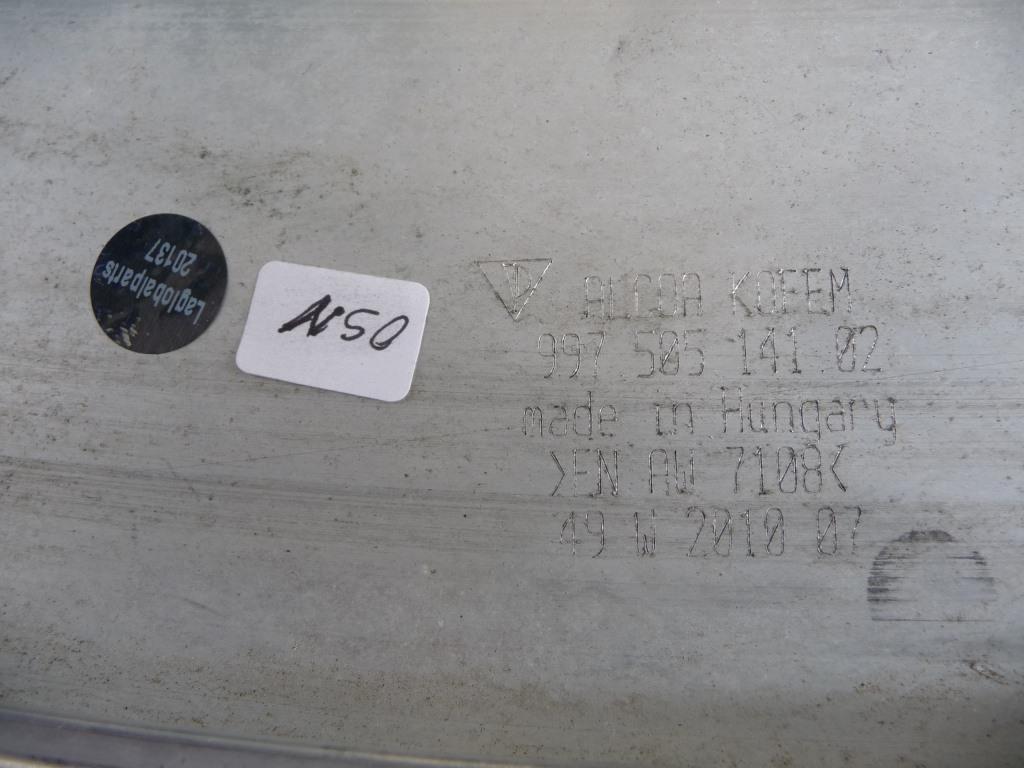 Laglobalparts
20137
N50
ALCOA KOFEM
997 505 141.02
made in Hungary
>EN AW 7108<
49 W 2010 07